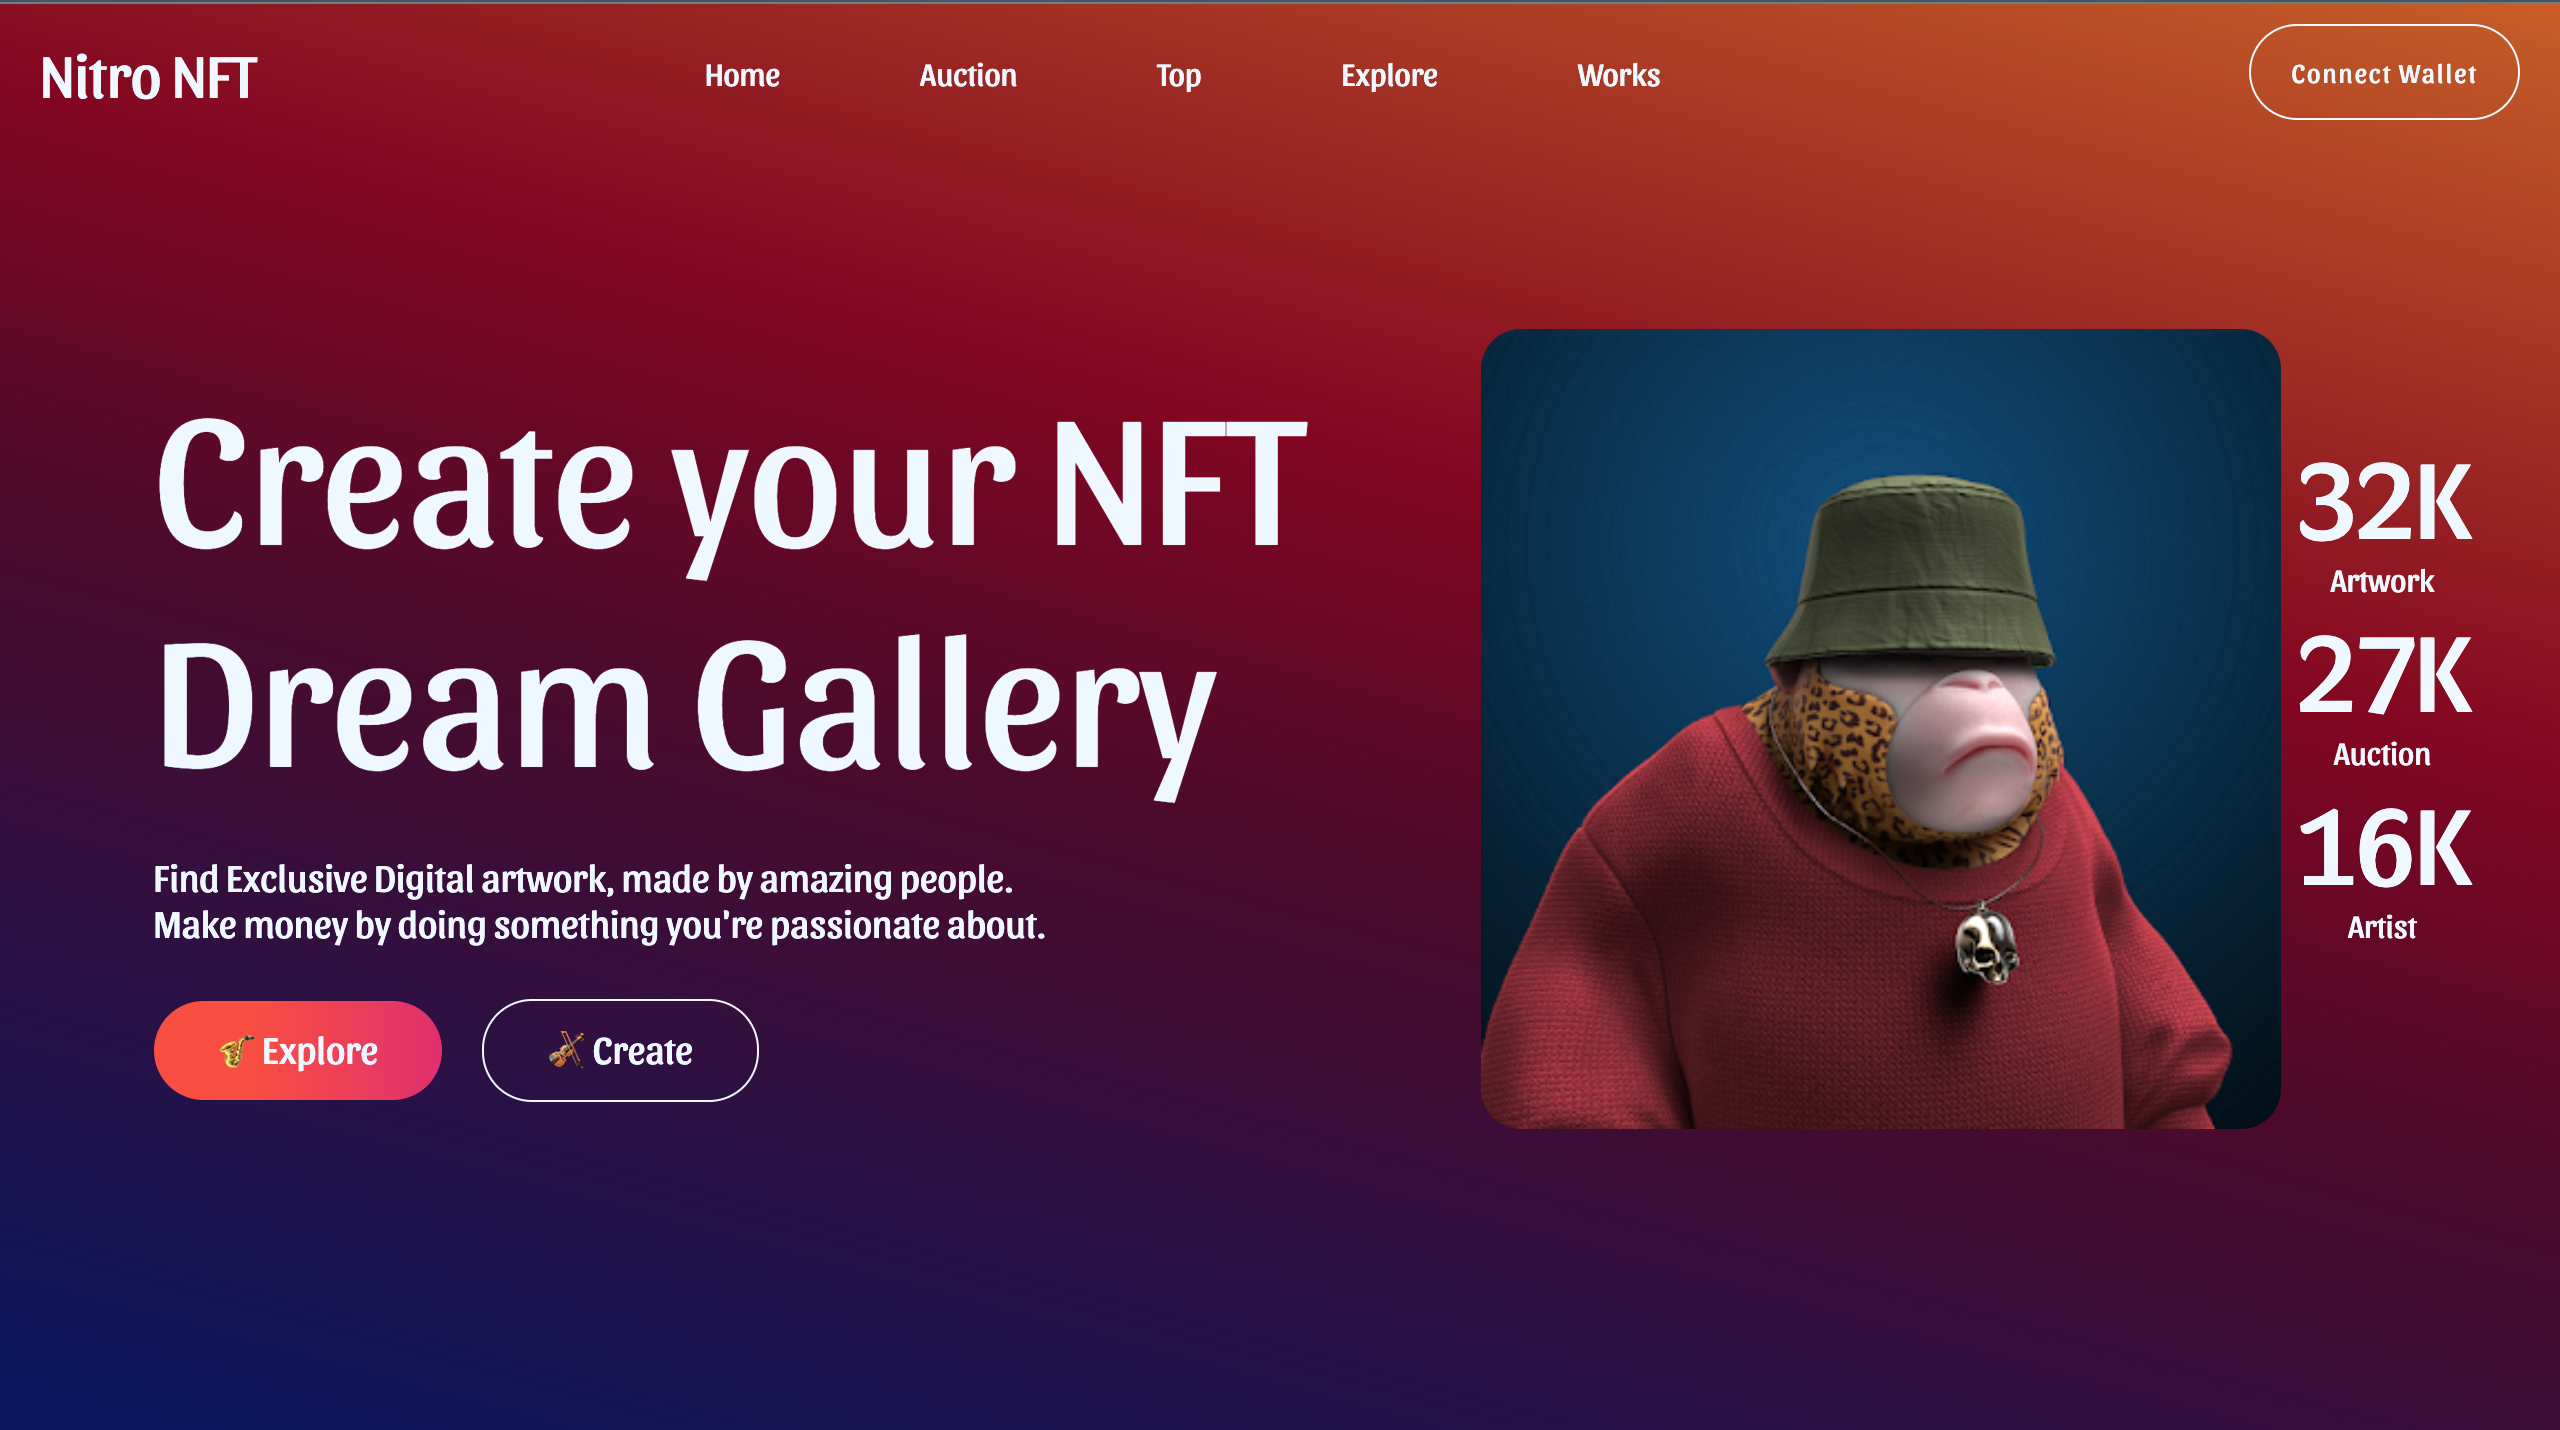 Nitro NFT
Home
Auction
Top
Explore
Works
Connect Wallet
Create your NFT
Dream Gallery
Find Exclusive Digital artwork, made by amazing people.
Make money by doing something you're passionate about.
🎷 Explore
🎻 Create
32K
Artwork
27K
Auction
16K
Artist